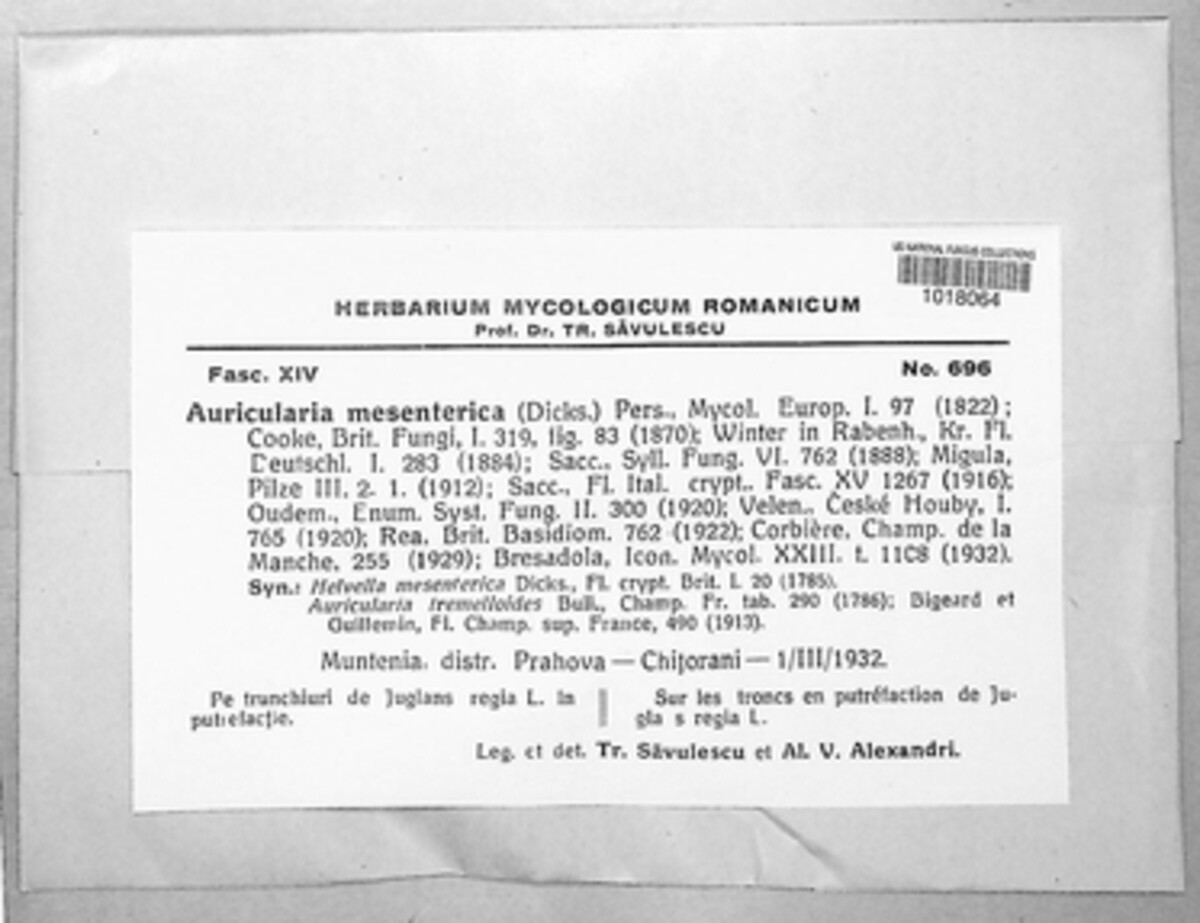 US NATIONAL FUNGUS COLLECTIONS
1018064
HERBARIUM MYCOLOGICUM ROMANICUM
Prof. Dr. TR. SĂVULESCU
Fasc. XIV
No. 696
Auricularia mesenterica (Dicks.) Pers., Mycol. Europ. I. 97 (1822);
Cooke, Brit. Fungi, I. 319, fig. 83 (1870); Winter in Rabenh., Kr. Fl.
Deutschl. I. 283 (1884); Sacc., Syll. Fung. VI. 762 (1888); Migula,
Pilze III. 2. 1. (1912); Sacc., Fl. Ital. crypt., Fasc. XV 1267 (1916);
Oudem., Enum. Syst. Fung. II. 300 (1920); Velen., České Houby, I.
765 (1920); Rea, Brit. Basidiom. 762 (1922); Corbière, Champ. de la
Manche, 255 (1929); Bresadola, Icon. Mycol. XXIII. t. 1108 (1932).
Syn.: Helvella mesenterica Dicks., Fl. crypt. Brit. I. 20 (1785).
Auricularia tremelloides Bull., Champ. Fr. tab. 290 (1786); Bigeard et
Guillemin, Fl. Champ. sup. France, 490 (1913).
Muntenia, distr. Prahova — Chițorani — 1/III/1932.
Pe trunchiuri de Juglans regia L. în
putrefacție.
Sur les troncs en putréfaction de Ju-
gla s regia L.
Leg. et det. Tr. Săvulescu et Al. V. Alexandri.